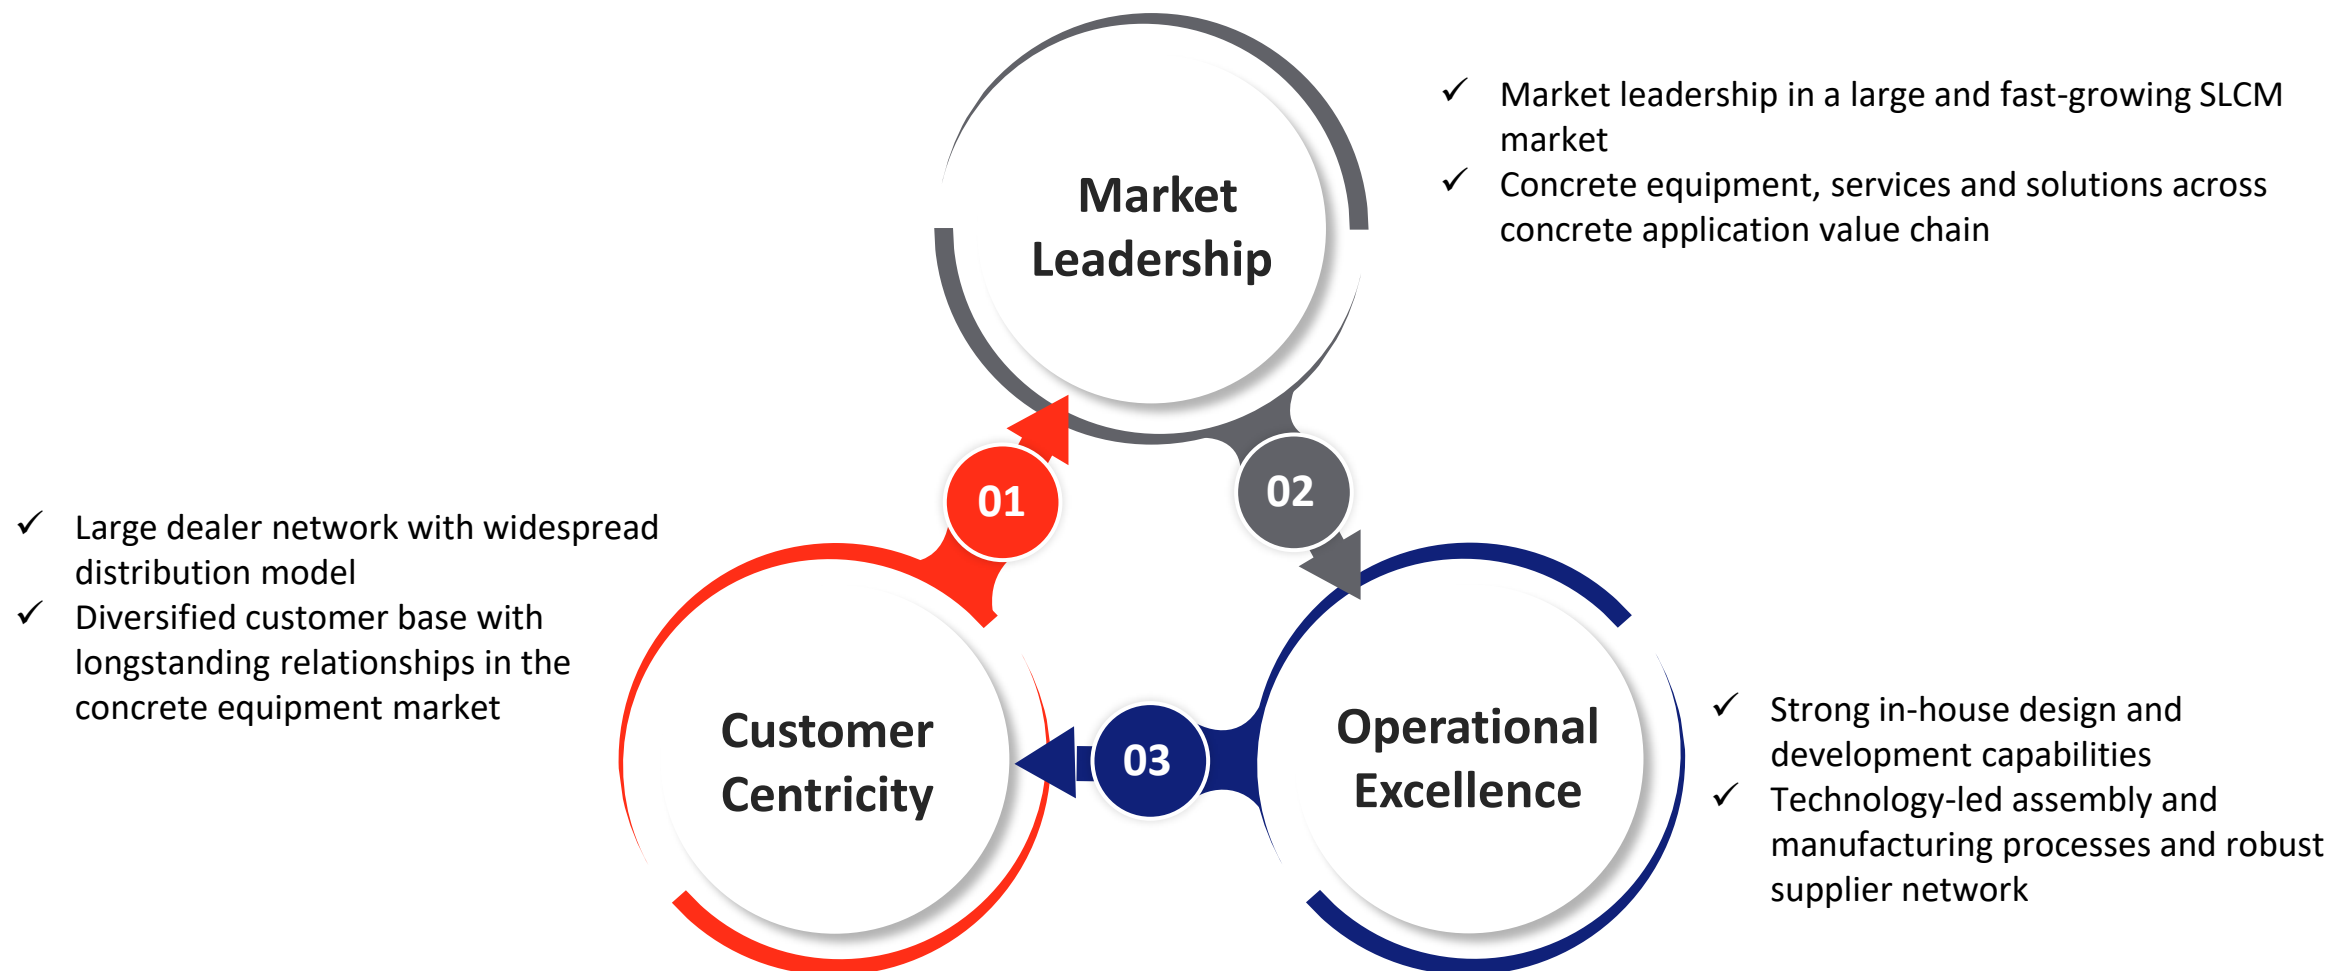 Market
Leadership
✓ Market leadership in a large and fast-growing SLCM
market
✓ Concrete equipment, services and solutions across
concrete application value chain
01
02
✓ Large dealer network with widespread
distribution model
✓ Diversified customer base with
longstanding relationships in the
concrete equipment market
Customer
Centricity
03
Operational
Excellence
✓ Strong in-house design and
development capabilities
✓ Technology-led assembly and
manufacturing processes and robust
supplier network